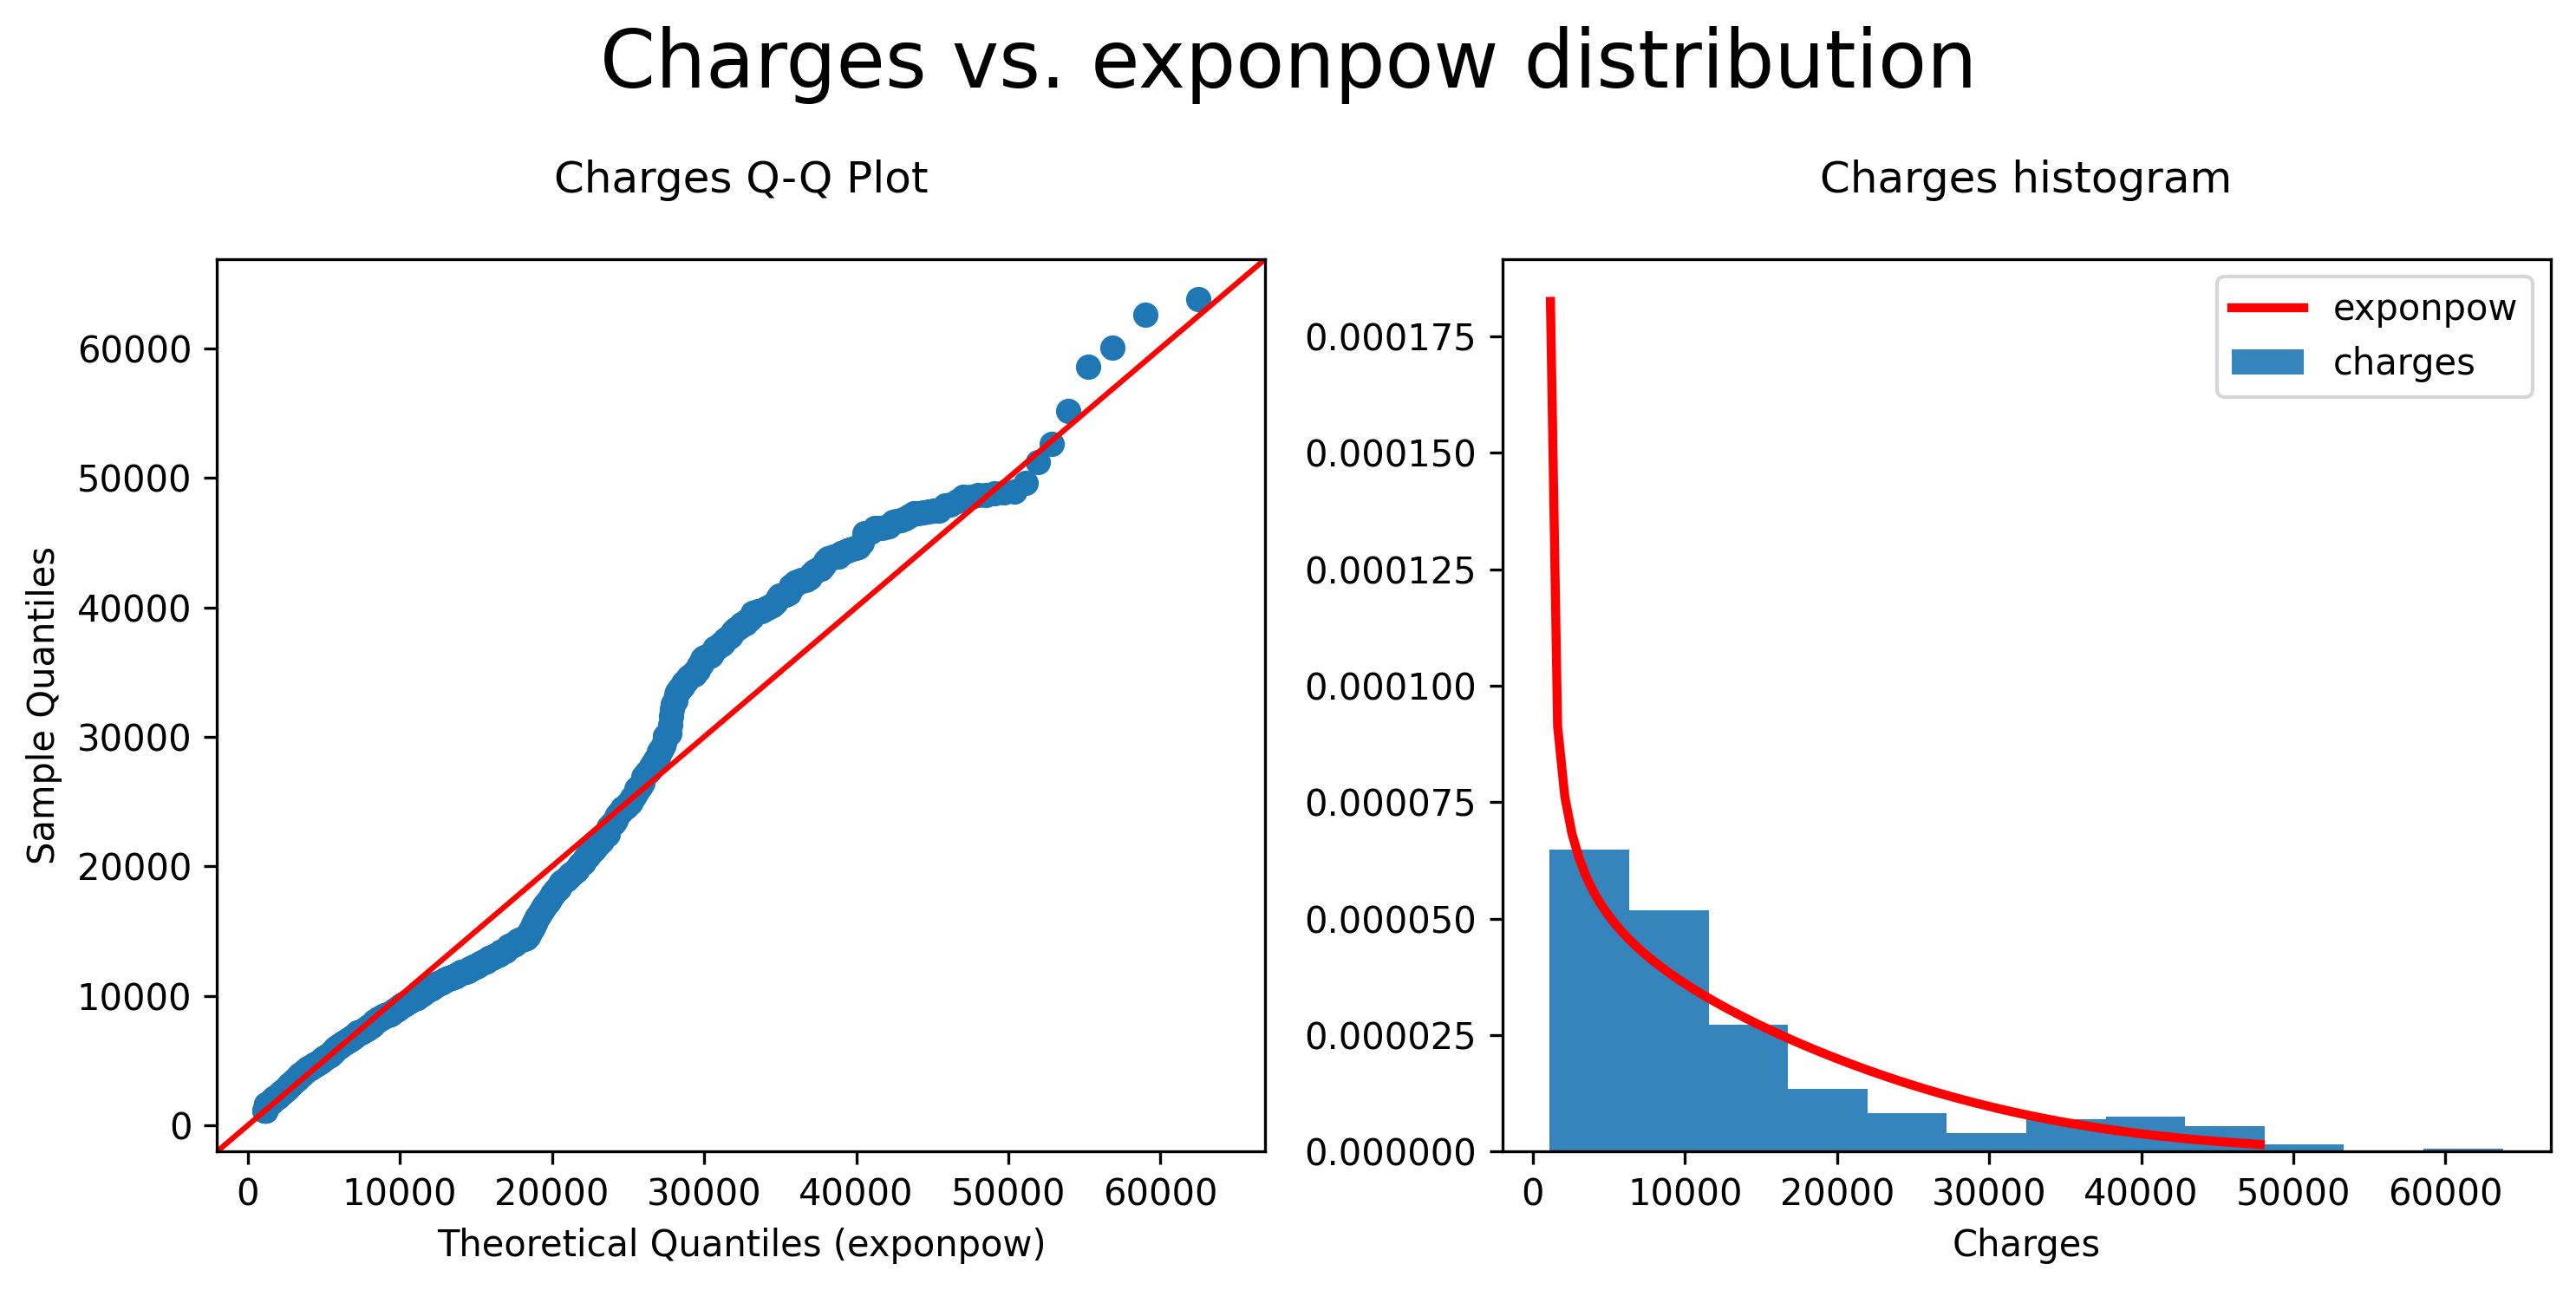 Charges vs. exponpow distribution
Charges Q-Q Plot
60000
50000
40000
30000
20000
10000
0
Sample Quantiles
0 10000 20000 30000 40000 50000 60000
Theoretical Quantiles (exponpow)
Charges histogram
exponpow
charges
0.000175
0.000150
0.000125
0.000100
0.000075
0.000050
0.000025
0.000000
0 10000 20000 30000 40000 50000 60000
Charges